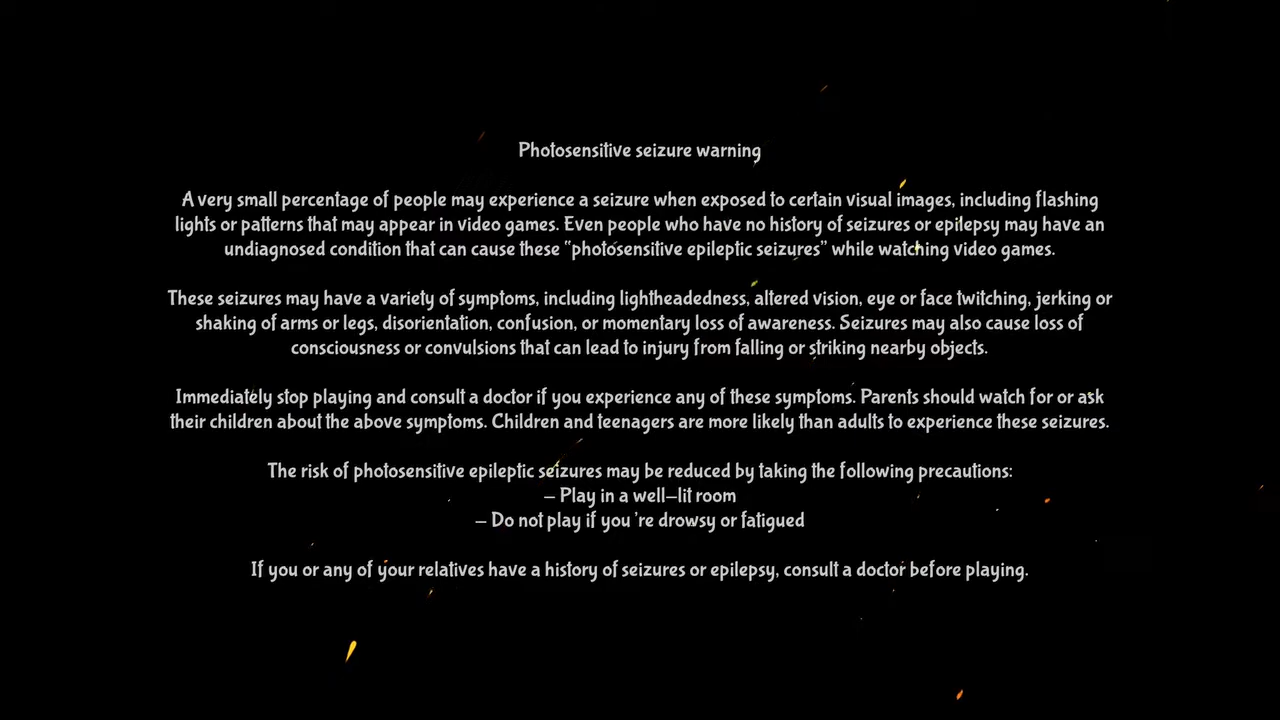 Photosensitive seizure warning
A very small percentage of people may experience a seizure when exposed to certain visual images, including flashing
lights or patterns that may appear in video games. Even people who have no history of seizures or epilepsy may have an
undiagnosed condition that can cause these "photosensitive epileptic seizures" while watching video games.
These seizures may have a variety of symptoms, including lightheadedness, altered vision, eye or face twitching, jerking or
shaking of arms or legs, disorientation, confusion, or momentary loss of awareness. Seizures may also cause loss of
consciousness or convulsions that can lead to injury from falling or striking nearby objects.
Immediately stop playing and consult a doctor if you experience any of these symptoms. Parents should watch for or ask
their children about the above symptoms. Children and teenagers are more likely than adults to experience these seizures.
The risk of photosensitive epileptic seizures may be reduced by taking the following precautions:
– Play in a well–lit room
– Do not play if you 're drowsy or fatigued
If you or any of your relatives have a history of seizures or epilepsy, consult a doctor before playing.